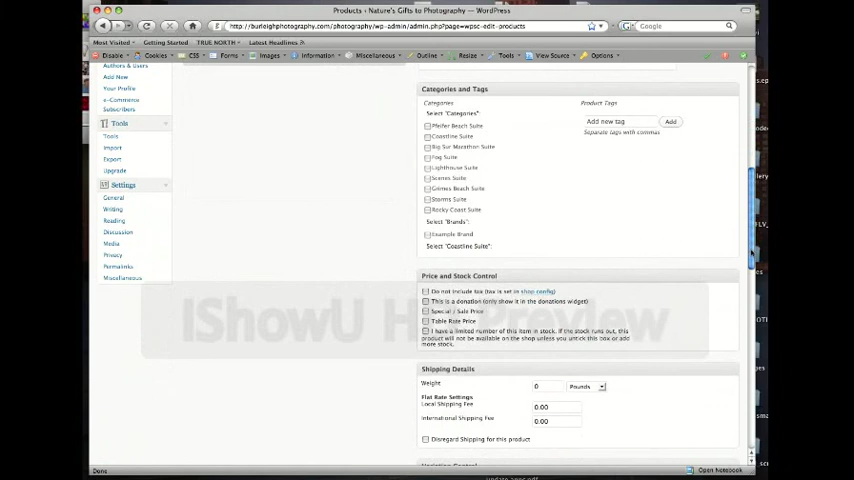 Products ‹ Nature's Gifts to Photography — WordPress
http://burleighphotography.com/photography/wp-admin/admin.php?page=wpsc-edit-products
Google
Most Visited Getting Started TRUE NORTH Latest Headlines
Disable Cookies CSS Forms Images Information Miscellaneous Outline Resize Tools View Source Options
Authors & Users
Add New
Your Profile
e-Commerce
Subscribers
Tools
Tools
Import
Export
Upgrade
Settings
General
Writing
Reading
Discussion
Media
Privacy
Permalinks
Miscellaneous
Categories and Tags
Categories
Product Tags
Select "Categories":
Add new tag Add
Separate tags with commas
Pfeifer Beach Suite
Coastline Suite
Big Sur Marathon Suite
Fog Suite
Lighthouse Suite
Scenes Suite
Grimes Beach Suite
Storms Suite
Rocky Coast Suite
Select "Brands":
Example Brand
Select "Coastline Suite":
Price and Stock Control
Do not include tax (tax is set in shop config)
This is a donation (only show it in the donations widget)
Special / Sale Price
Table Rate Price
I have a limited number of this item in stock. If the stock runs out, this
product will not be available on the shop unless you untick this box or add
more stock.
IShowU HD Preview
Shipping Details
Weight 0 Pounds
Flat Rate Settings
Local Shipping Fee 0.00
International Shipping Fee 0.00
Disregard Shipping for this product
Variation Control
Done
Open Notebook